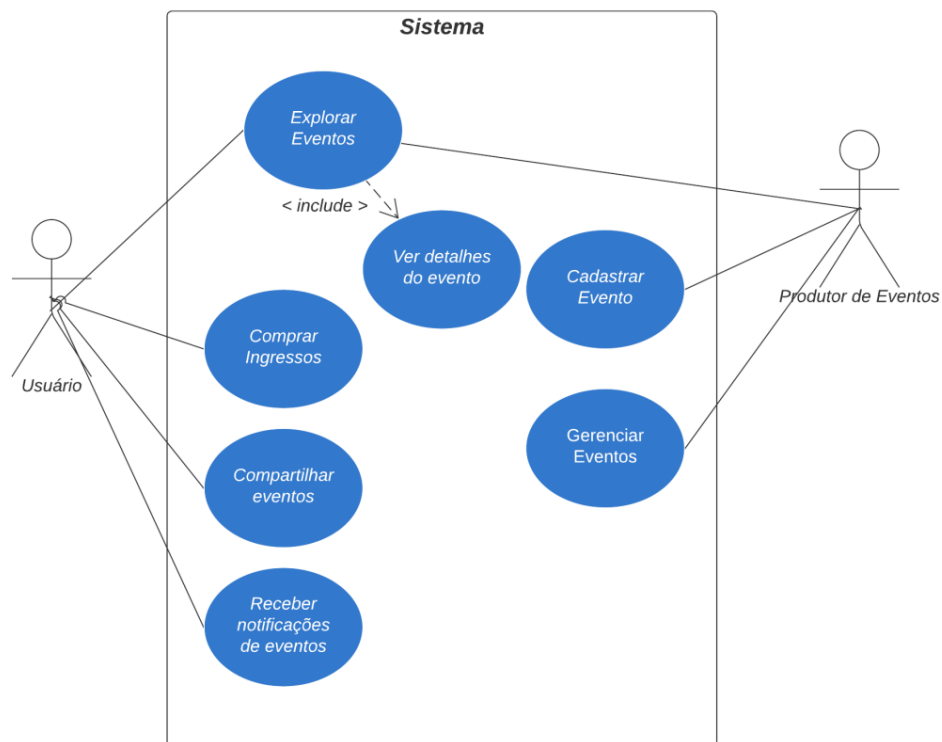 Sistema
Explorar
Eventos
< include >
Ver detalhes
do evento
Cadastrar
Evento
Produtor de Eventos
Comprar
Ingressos
Usuário
Gerenciar
Eventos
Compartilhar
eventos
Receber
notificações
de eventos